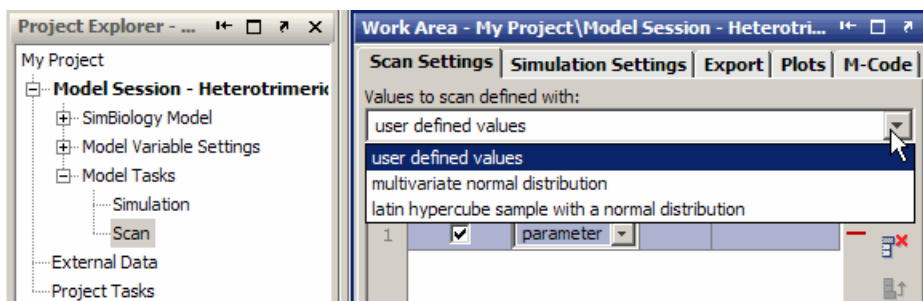 Project Explorer - ...
My Project
Model Session - Heterotrimeric
SimBiology Model
Model Variable Settings
Model Tasks
Simulation
Scan
External Data
Project Tasks
Work Area - My Project\Model Session - Heterotri...
Scan Settings Simulation Settings Export Plots M-Code
Values to scan defined with:
user defined values
user defined values
multivariate normal distribution
latin hypercube sample with a normal distribution
1 parameter